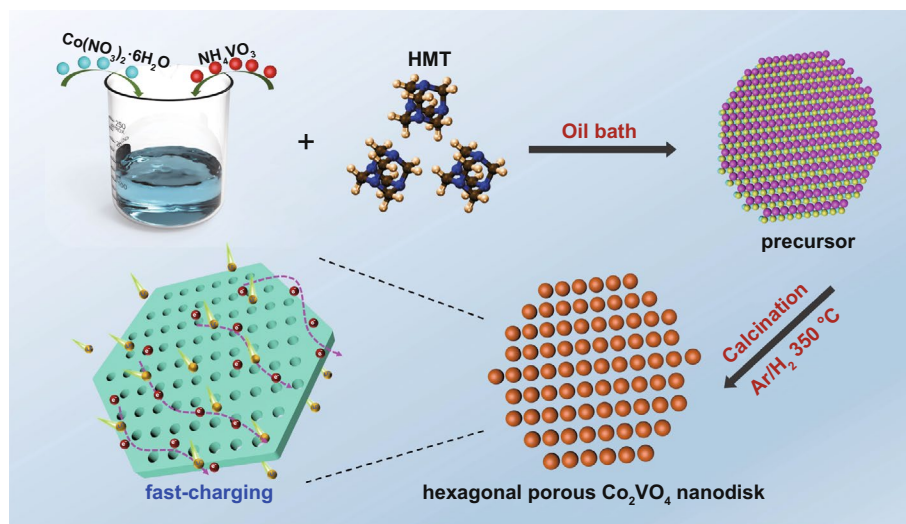 Co(NO₃)₂·6H₂O
NH₄VO₃
HMT
+
Oil bath
250
precursor
Calcination
Ar/H₂ 350 °C
fast-charging
hexagonal porous Co₂VO₄ nanodisk